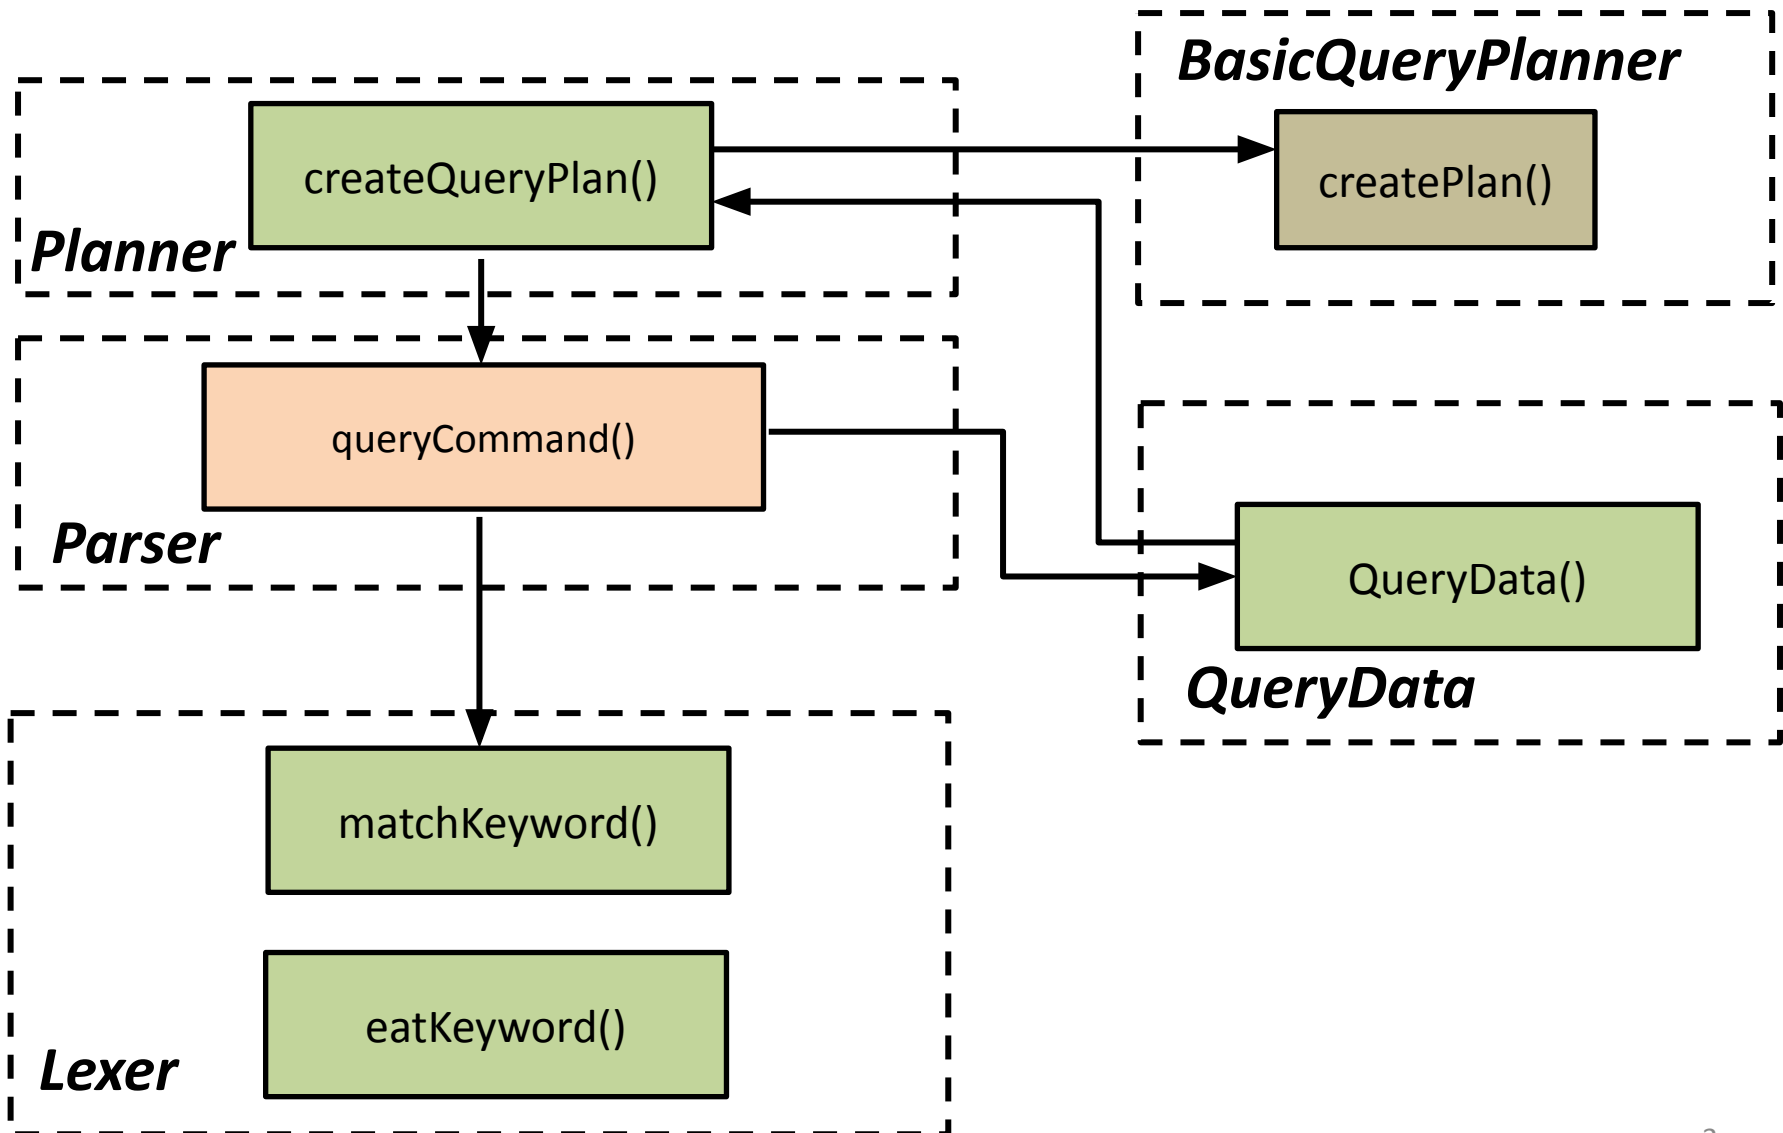 BasicQueryPlanner
createQueryPlan()
createPlan()
Planner
queryCommand()
Parser
QueryData()
QueryData
matchKeyword()
eatKeyword()
Lexer